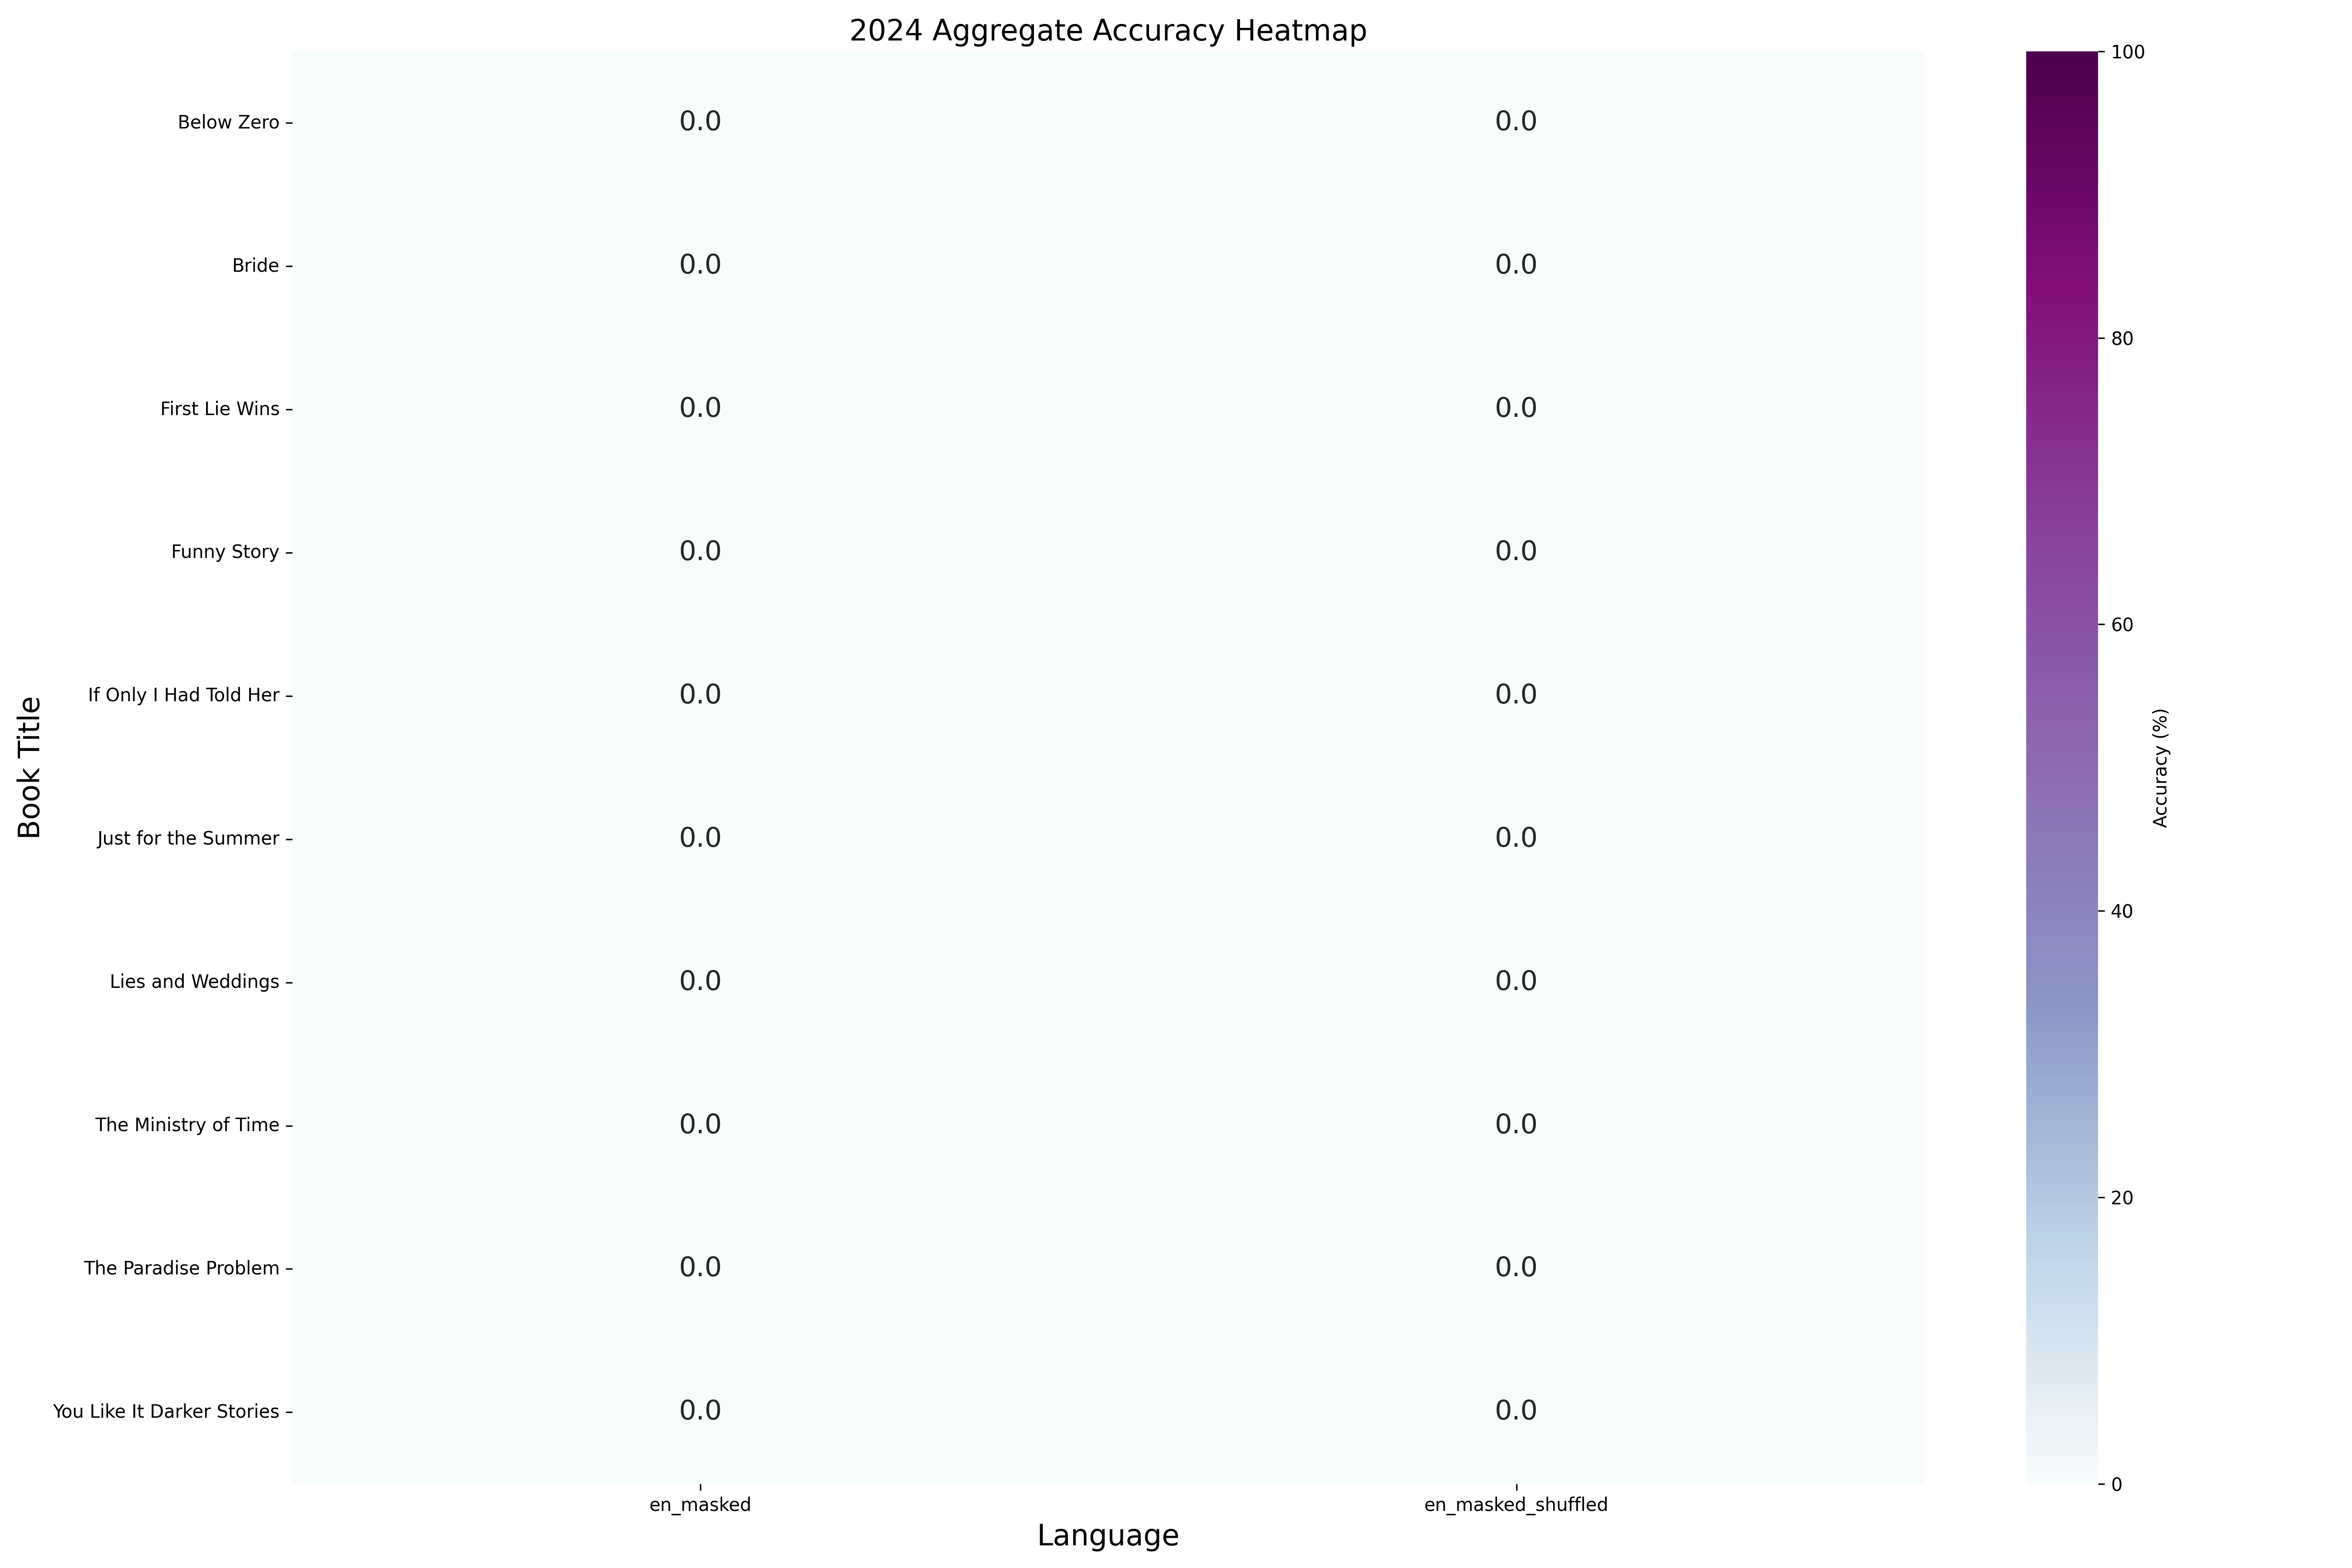 2024 Aggregate Accuracy Heatmap
Book Title
Below Zero 0.0 0.0
Bride 0.0 0.0
First Lie Wins 0.0 0.0
Funny Story 0.0 0.0
If Only I Had Told Her 0.0 0.0
Just for the Summer 0.0 0.0
Lies and Weddings 0.0 0.0
The Ministry of Time 0.0 0.0
The Paradise Problem 0.0 0.0
You Like It Darker Stories 0.0 0.0
en_masked en_masked_shuffled
Language
100
80
60
40
20
0
Accuracy (%)